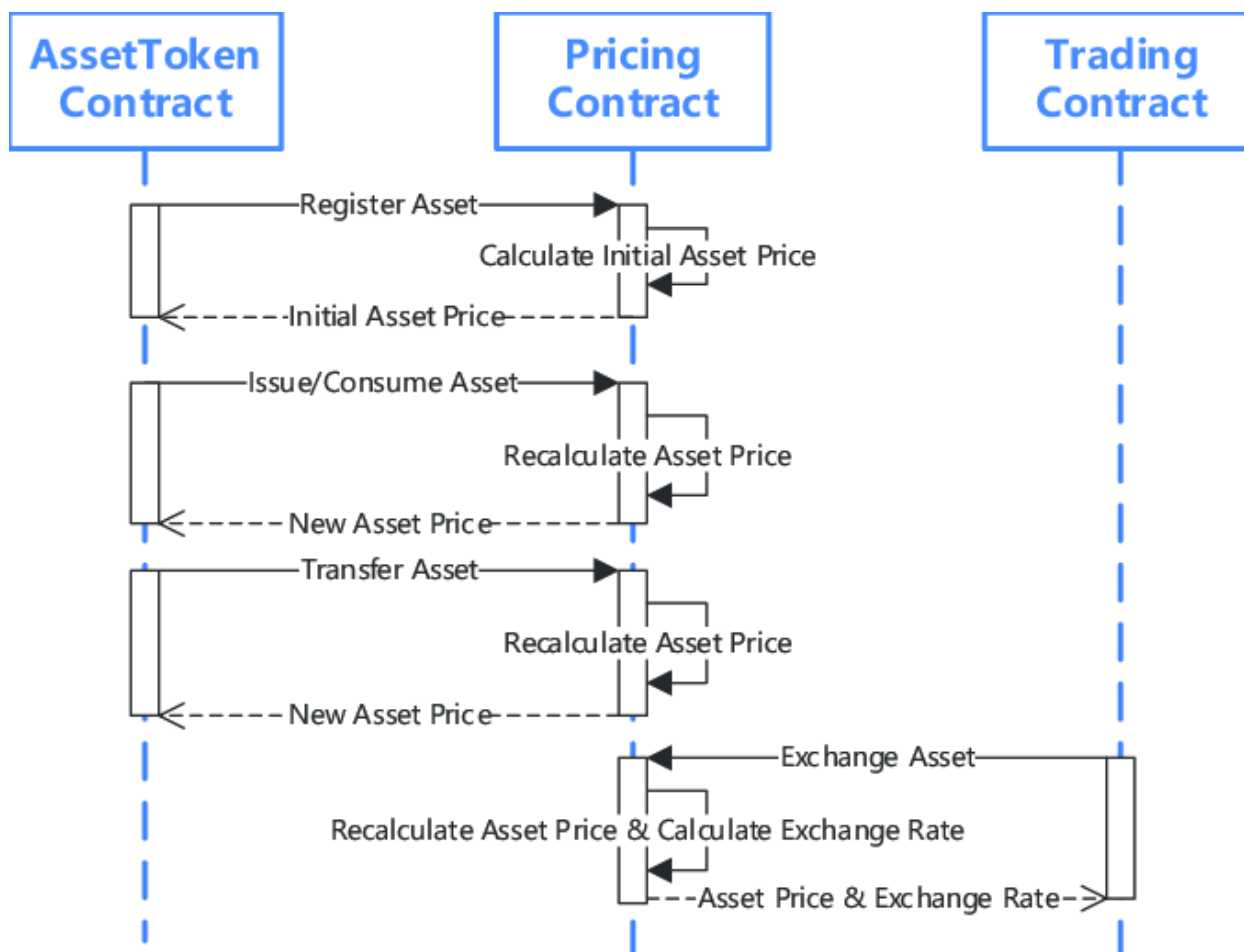 AssetToken
Contract
Pricing
Contract
Trading
Contract
Register Asset
Calculate Initial Asset Price
Initial Asset Price
Issue/Consume Asset
Recalculate Asset Price
New Asset Price
Transfer Asset
Recalculate Asset Price
New Asset Price
Exchange Asset
Recalculate Asset Price & Calculate Exchange Rate
Asset Price & Exchange Rate